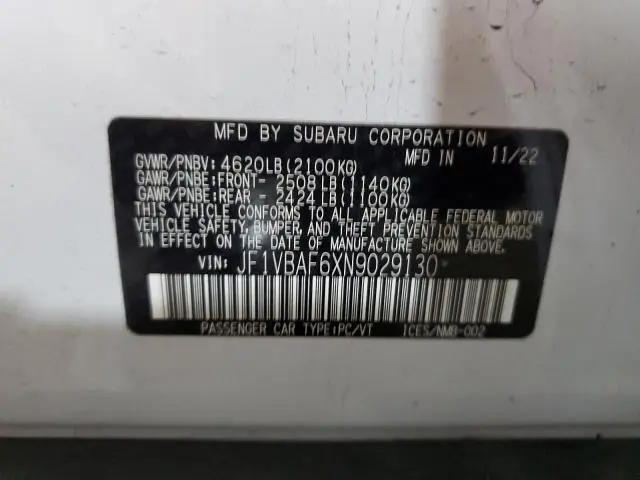 MFD BY SUBARU CORPORATION
MFD IN 11/22
GVWR/PNBV: 4620LB(2100KG)
GAWR/PNBE:FRONT- 2508LB(1140KG)
GAWR/PNBE:REAR - 2424LB(1100KG)
THIS VEHICLE CONFORMS TO ALL APPLICABLE FEDERAL MOTOR
VEHICLE SAFETY, BUMPER, AND THEFT PREVENTION STANDARDS
IN EFFECT ON THE DATE OF MANUFACTURE SHOWN ABOVE.
VIN: JF1VBAF6XN9029130
PASSENGER CAR TYPE:PC/VT ICES/NMB-002